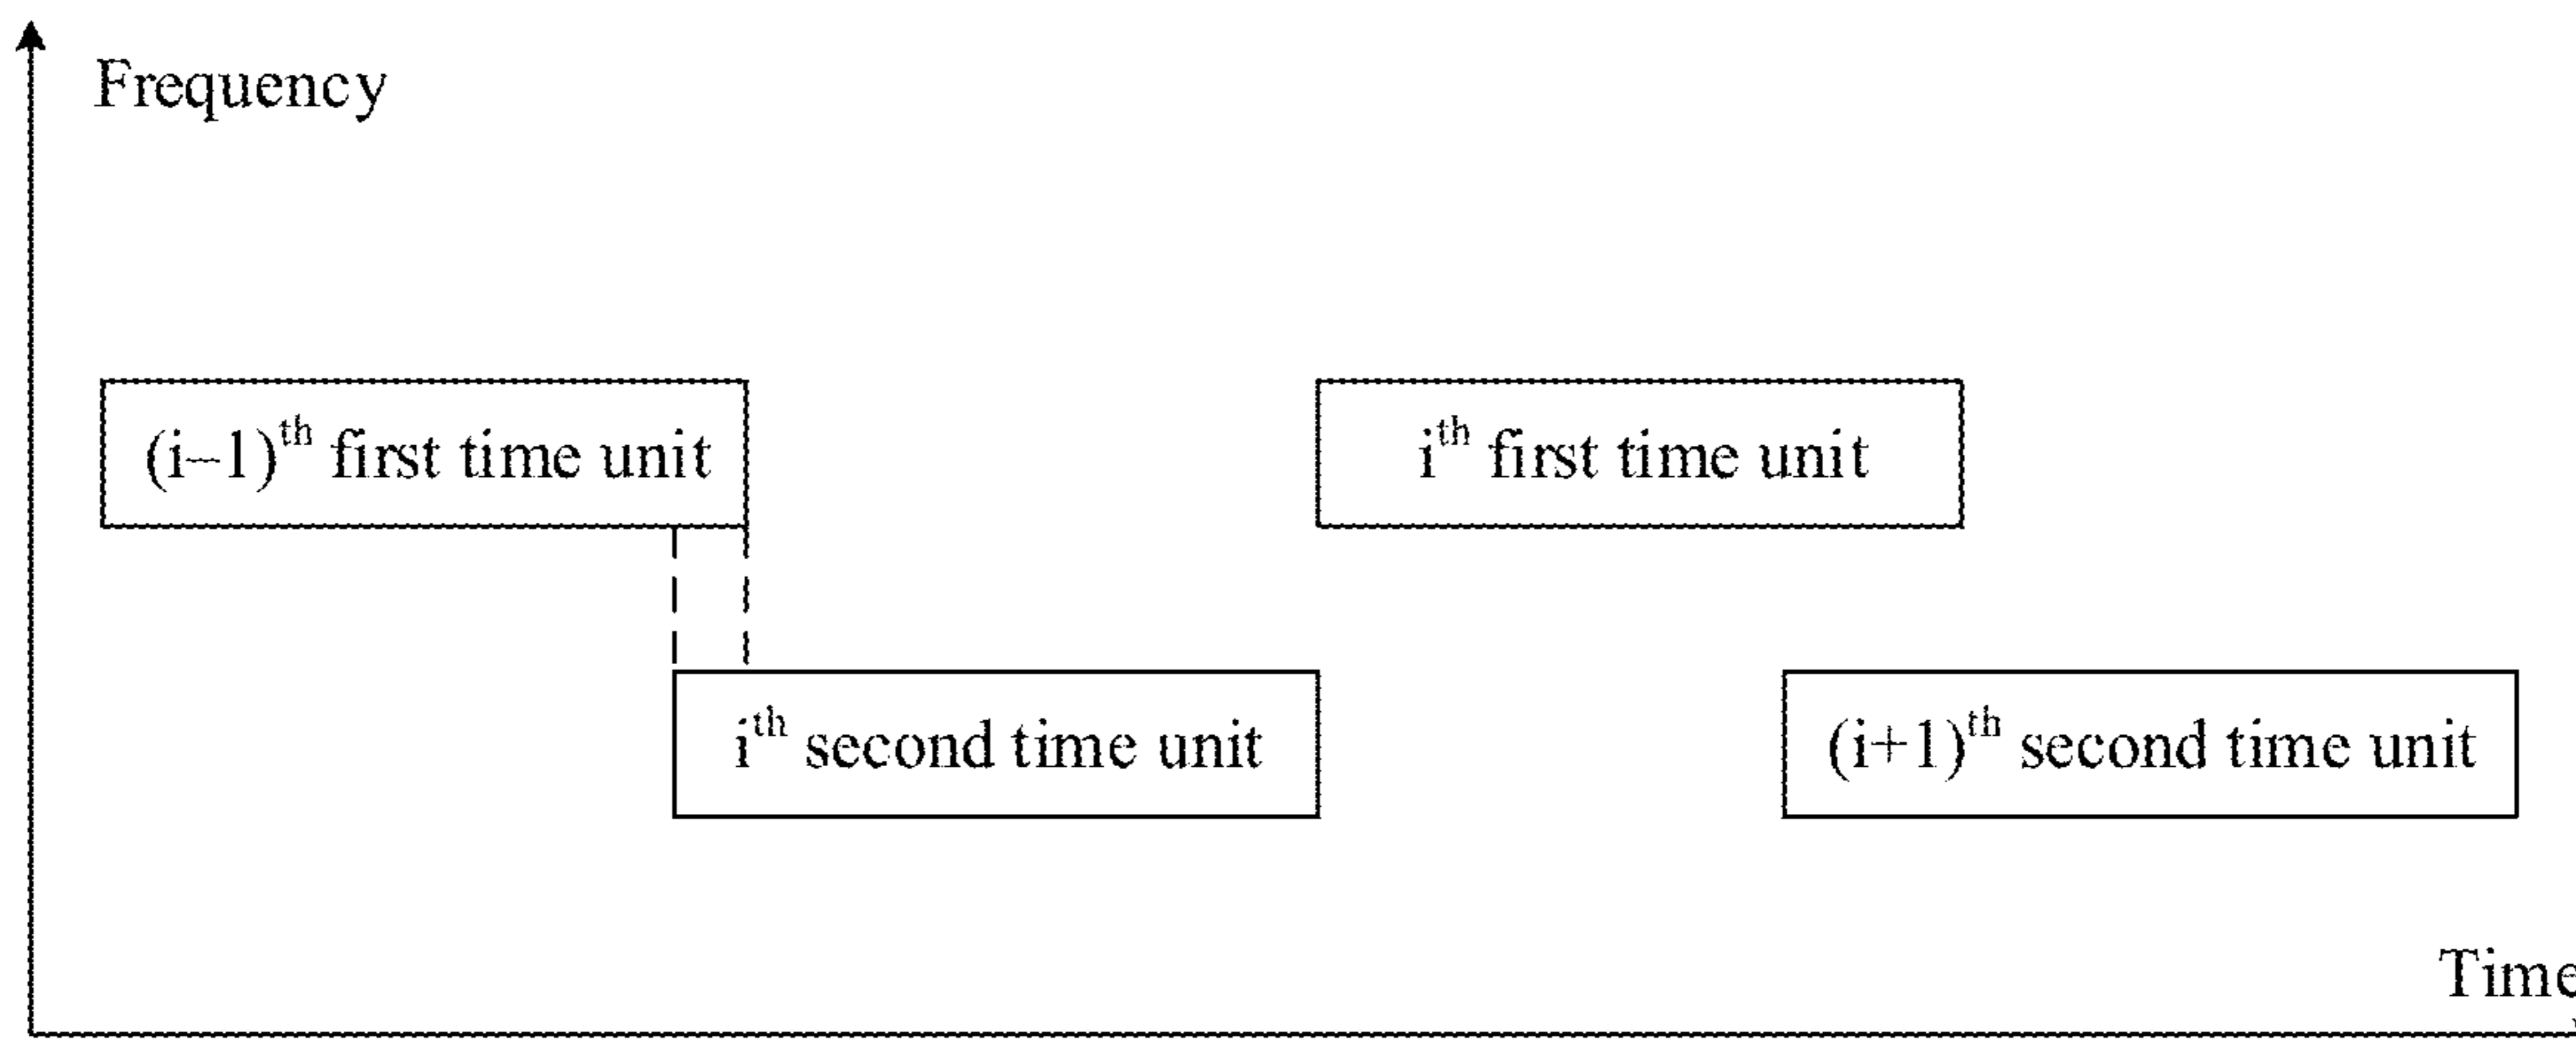 Frequency
(i–1)th first time unit
ith first time unit
ith second time unit
(i+1)th second time unit
Time